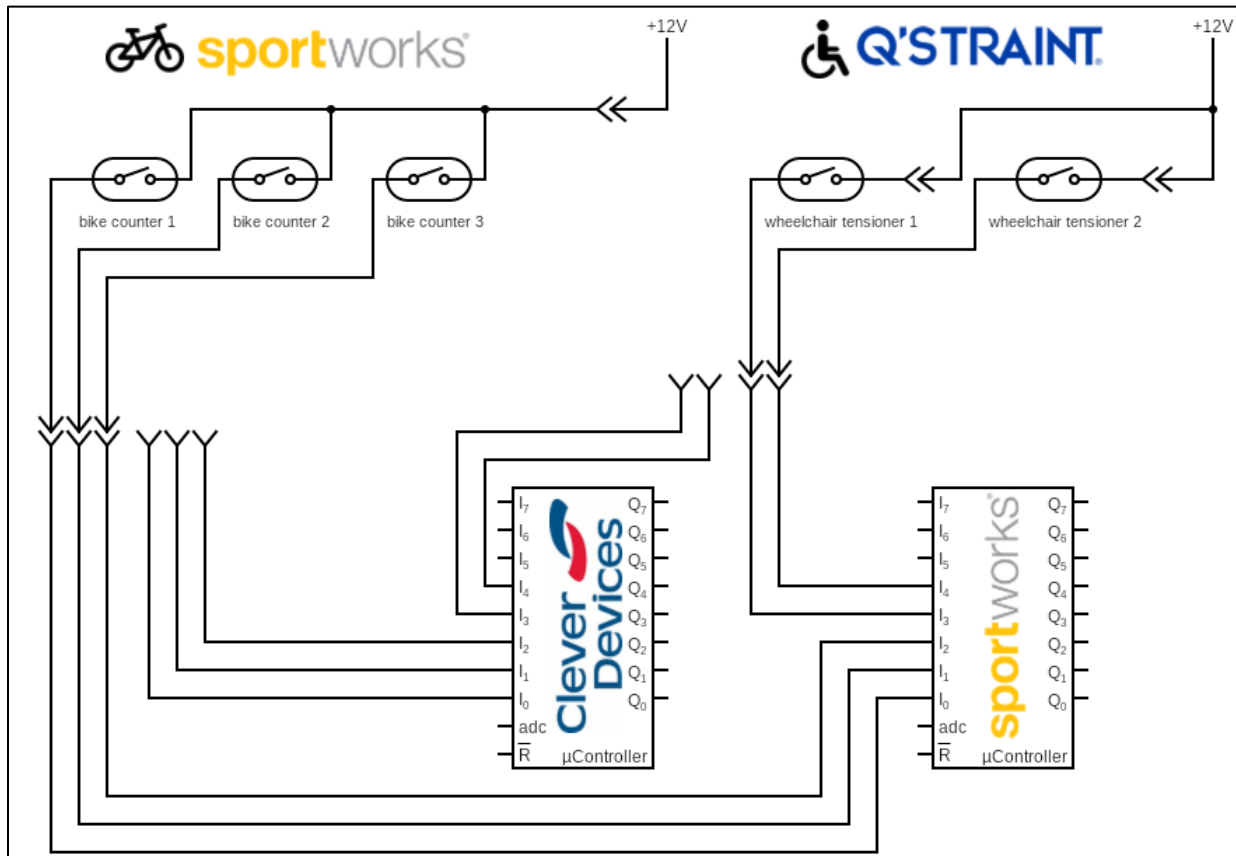 sportworks®
+12V
Q'STRAINT®
+12V
bike counter 1
bike counter 2
bike counter 3
wheelchair tensioner 1
wheelchair tensioner 2
I₇
I₆
I₅
I₄
I₃
I₂
I₁
I₀
adc
R̅
Clever
Devices
Q₇
Q₆
Q₅
Q₄
Q₃
Q₂
Q₁
Q₀
µController
I₇
I₆
I₅
I₄
I₃
I₂
I₁
I₀
adc
R̅
sportworks®
Q₇
Q₆
Q₅
Q₄
Q₃
Q₂
Q₁
Q₀
µController